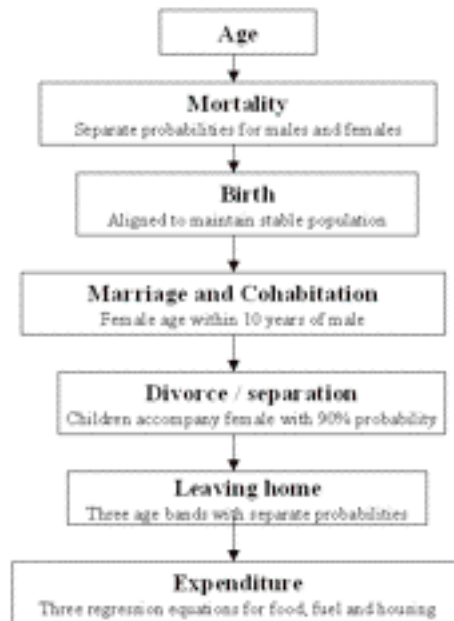 Age
Mortality
Separate probabilities for males and females
Birth
Aligned to maintain stable population
Marriage and Cohabitation
Female age within 10 years of male
Divorce / separation
Children accompany female with 90% probability
Leaving home
Three age bands with separate probabilities
Expenditure
Three regression equations for food, fuel and housing